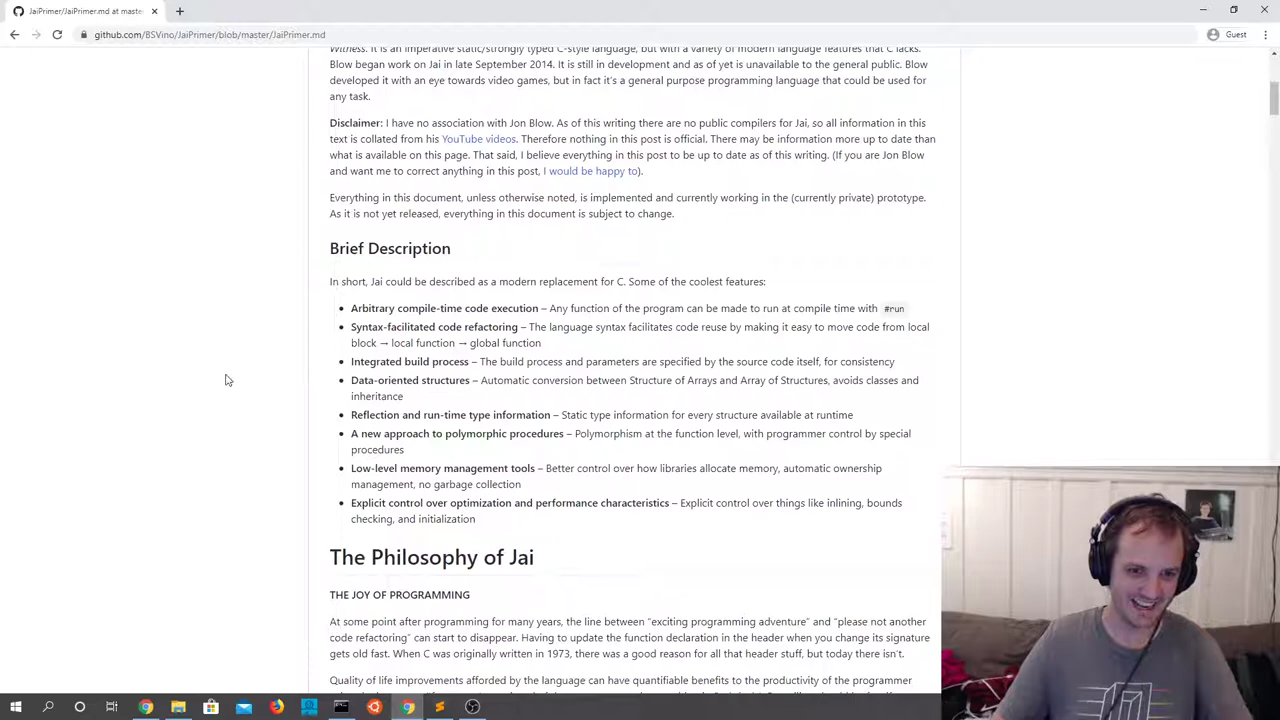 JaiPrimer/JaiPrimer.md at maste
github.com/BSVino/JaiPrimer/blob/master/JaiPrimer.md
Guest
Witness. It is an imperative static/strongly typed C-style language, but with a variety of modern language features that C lacks.
Blow began work on Jai in late September 2014. It is still in development and as of yet is unavailable to the general public. Blow
developed it with an eye towards video games, but in fact it's a general purpose programming language that could be used for
any task.
Disclaimer: I have no association with Jon Blow. As of this writing there are no public compilers for Jai, so all information in this
text is collated from his YouTube videos. Therefore nothing in this post is official. There may be information more up to date than
what is available on this page. That said, I believe everything in this post to be up to date as of this writing. (If you are Jon Blow
and want me to correct anything in this post, I would be happy to).
Everything in this document, unless otherwise noted, is implemented and currently working in the (currently private) prototype.
As it is not yet released, everything in this document is subject to change.
Brief Description
In short, Jai could be described as a modern replacement for C. Some of the coolest features:
• Arbitrary compile-time code execution – Any function of the program can be made to run at compile time with #run
• Syntax-facilitated code refactoring – The language syntax facilitates code reuse by making it easy to move code from local
block → local function → global function
• Integrated build process – The build process and parameters are specified by the source code itself, for consistency
• Data-oriented structures – Automatic conversion between Structure of Arrays and Array of Structures, avoids classes and
inheritance
• Reflection and run-time type information – Static type information for every structure available at runtime
• A new approach to polymorphic procedures – Polymorphism at the function level, with programmer control by special
procedures
• Low-level memory management tools – Better control over how libraries allocate memory, automatic ownership
management, no garbage collection
• Explicit control over optimization and performance characteristics – Explicit control over things like inlining, bounds
checking, and initialization
The Philosophy of Jai
THE JOY OF PROGRAMMING
At some point after programming for many years, the line between "exciting programming adventure" and "please not another
code refactoring" can start to disappear. Having to update the function declaration in the header when you change its signature
gets old fast. When C was originally written in 1973, there was a good reason for all that header stuff, but today there isn't.
Quality of life improvements afforded by the language can have quantifiable benefits to the productivity of the programmer